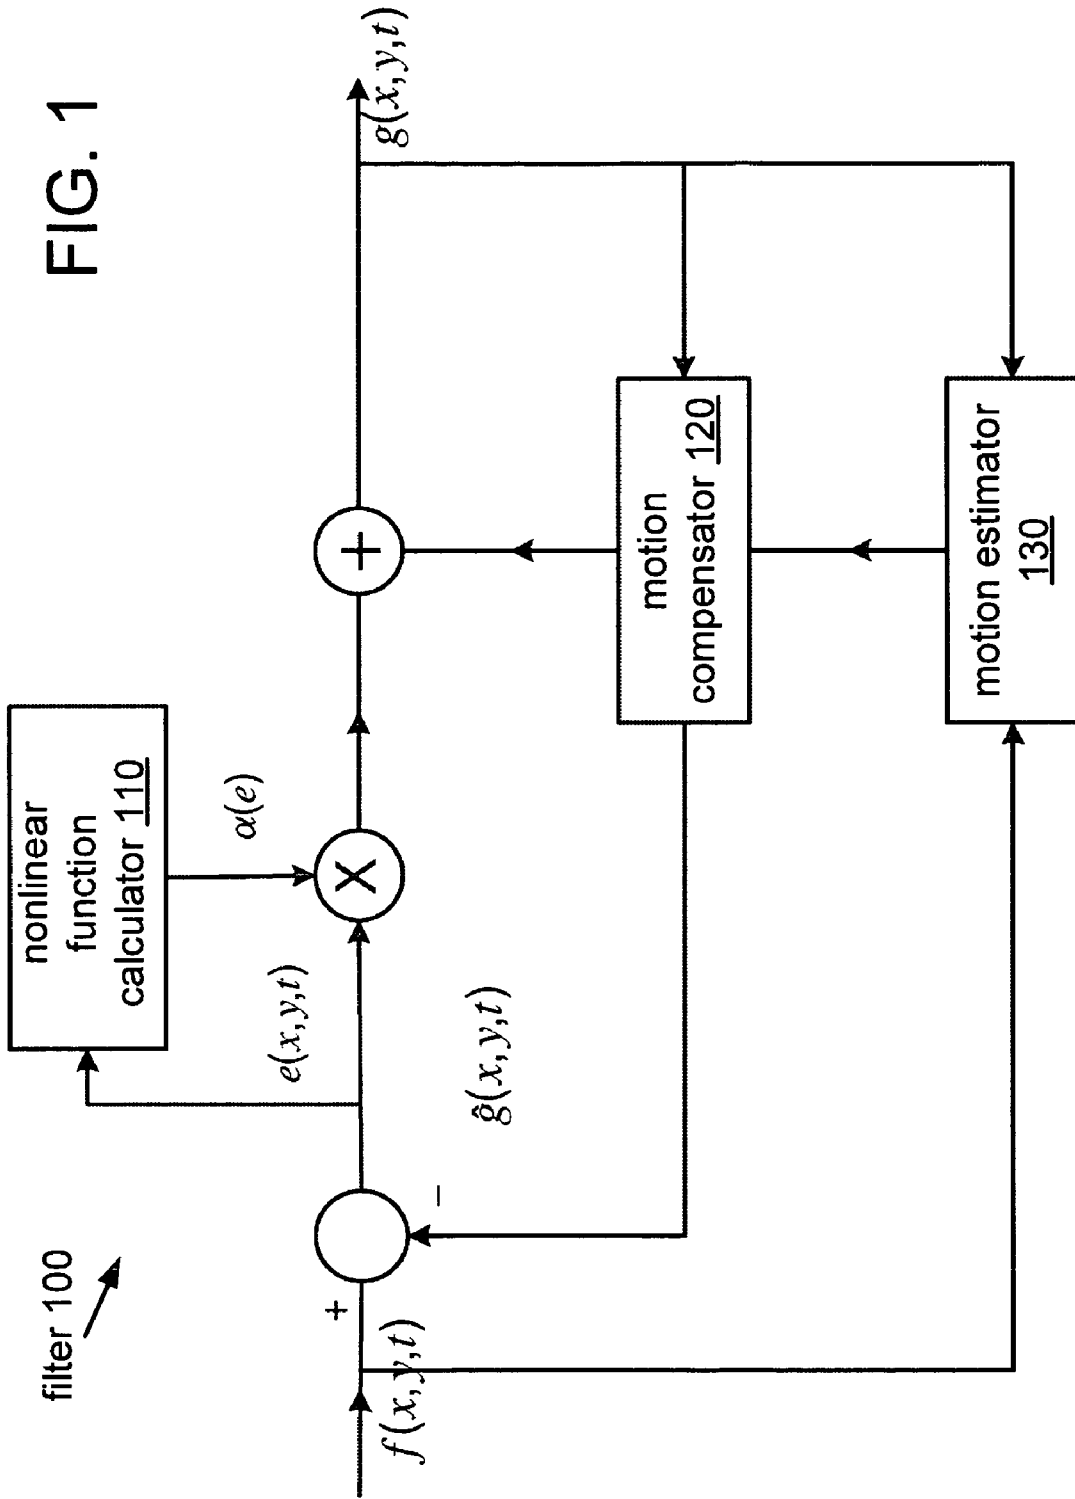 FIG. 1
filter 100
nonlinear
function
calculator 110
α(e)
e(x,y,t)
X
+
g(x,y,t)
+
f(x,y,t)
−
ĝ(x,y,t)
motion
compensator 120
motion estimator
130